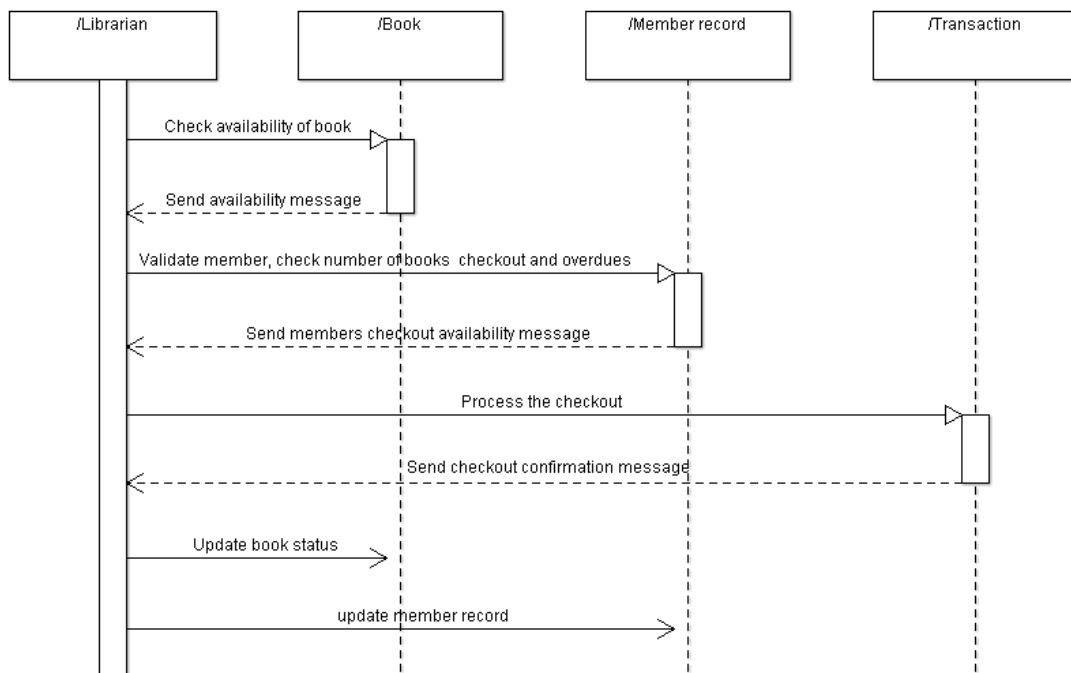 /Librarian
/Book
/Member record
/Transaction
Check availability of book
Send availability message
Validate member, check number of books  checkout and overdues
Send members checkout availability message
Process the checkout
Send checkout confirmation message
Update book status
update member record